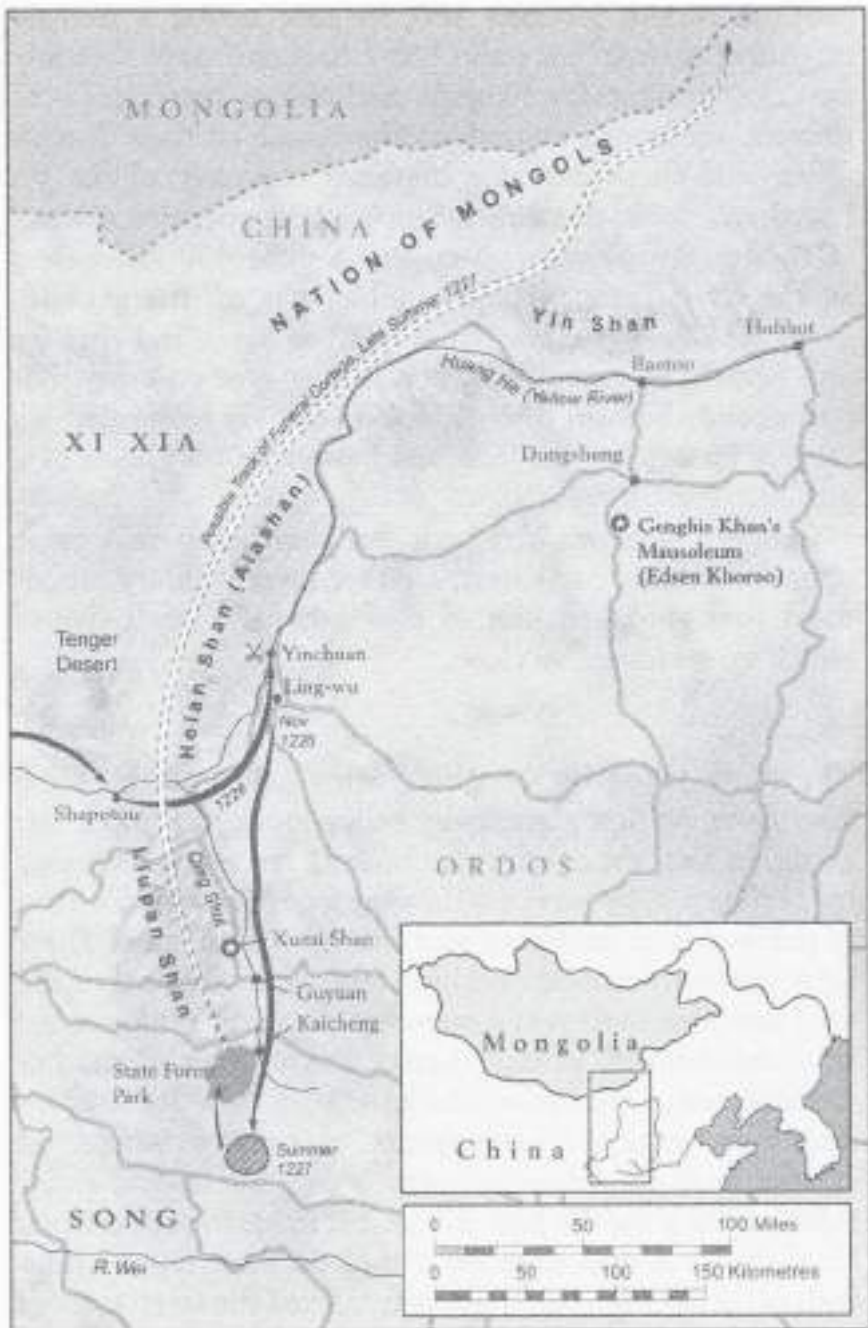 MONGOLIA
CHINA
NATION OF MONGOLS
Possible Track of Funeral Cortege, Late Summer 1227
Yin Shan
Hohhot
Baotou
Huang He (Yellow River)
XI XIA
Dongsheng
Genghis Khan's
Mausoleum
(Edsen Khoroo)
Helan Shan (Alashan)
Tenger
Desert
Yinchuan
Ling-wu
Nov
1226
Shapotou
1226
ORDOS
Liupan Shan
Qing Shui
Xumi Shan
Guyuan
Kaicheng
State Forest
Park
Summer
1227
SONG
R. Wei
Mongolia
China
0 50 100 Miles
0 50 100 150 Kilometres